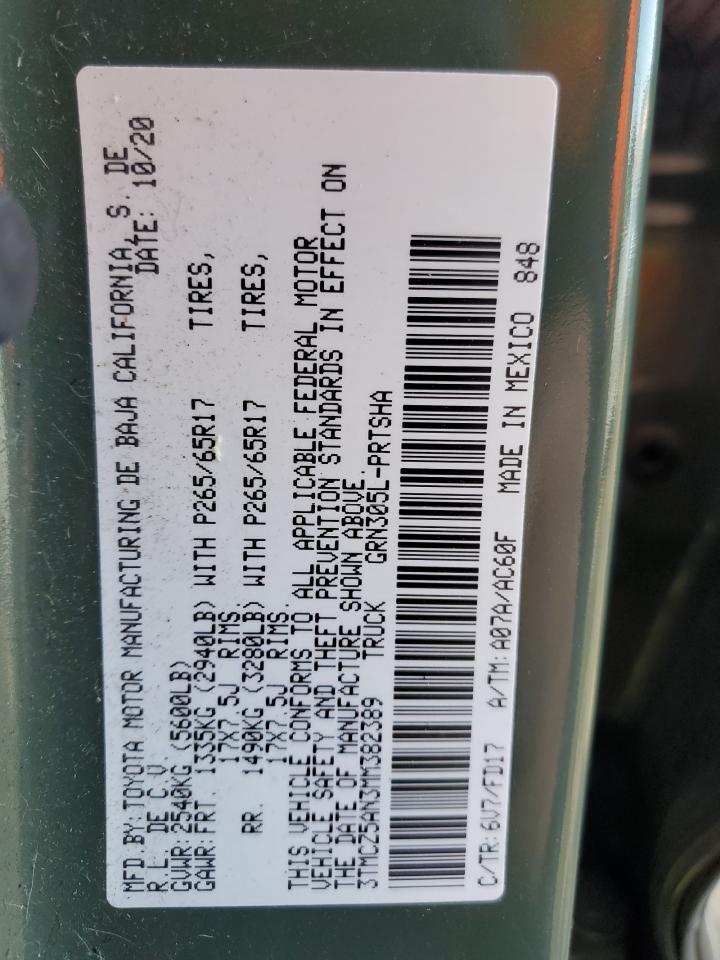 MFD.BY:TOYOTA MOTOR MANUFACTURING DE BAJA CALIFORNIA, S. DE
R.L. DE C.V. DATE: 10/20
GVWR:2540KG (5600LB)
GAWR:FRT. 1335KG (2940LB) WITH P265/65R17 TIRES,
17X7.5J RIMS.
RR. 1490KG (3280LB) WITH P265/65R17 TIRES,
17X7.5J RIMS.
THIS VEHICLE CONFORMS TO ALL APPLICABLE FEDERAL MOTOR
VEHICLE SAFETY AND THEFT PREVENTION STANDARDS IN EFFECT ON
THE DATE OF MANUFACTURE SHOWN ABOVE.
3TMCZ5AN3MM382389 TRUCK GRN305L-PRTSHA
C/TR:6V7/FD17 A/TM:A07A/AC60F MADE IN MEXICO 848